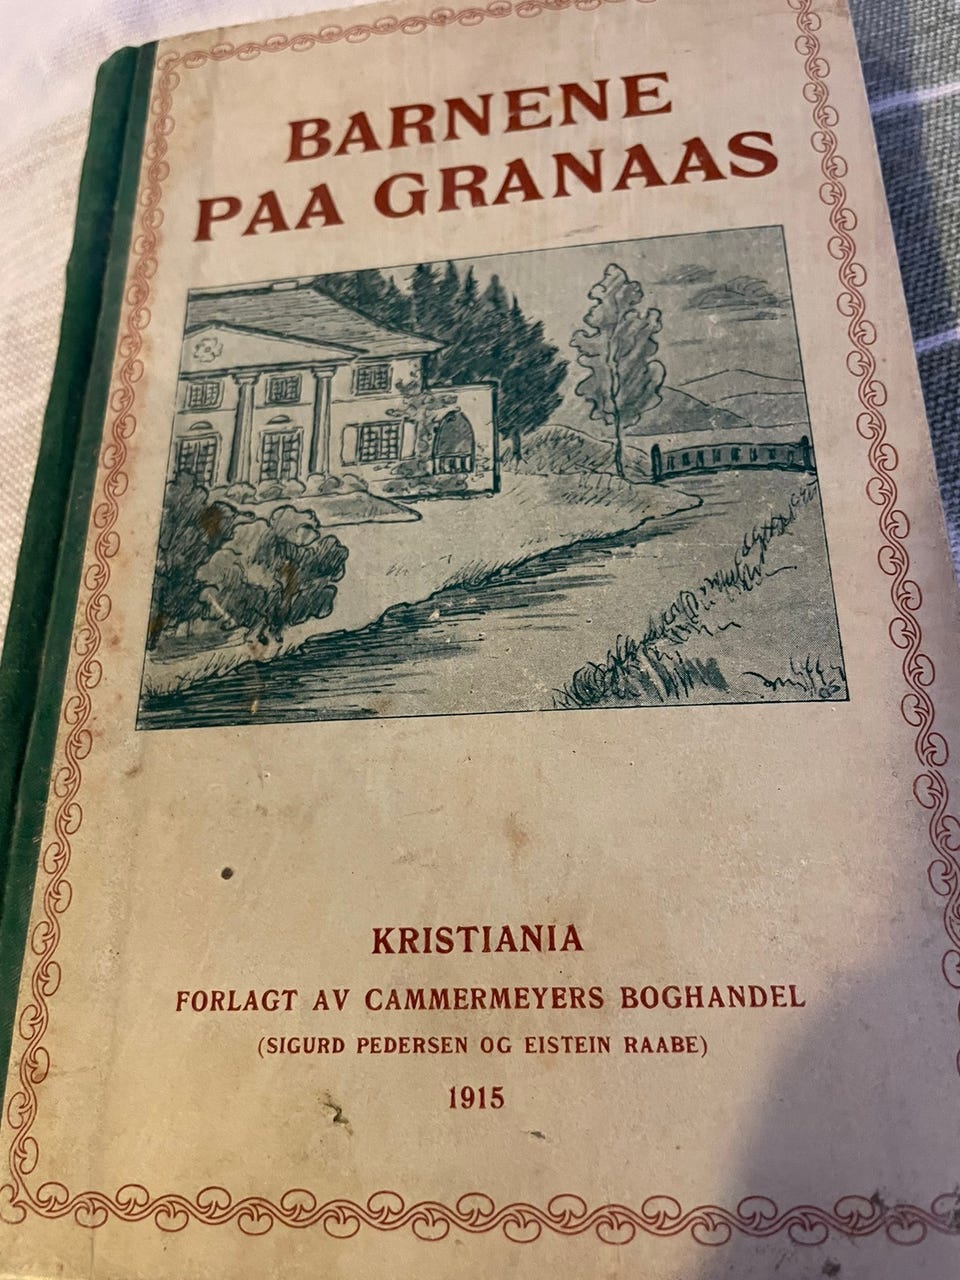 BARNENE
PAA GRANAAS
KRISTIANIA
FORLAGT AV CAMMERMEYERS BOGHANDEL
(SIGURD PEDERSEN OG EISTEIN RAABE)
1915